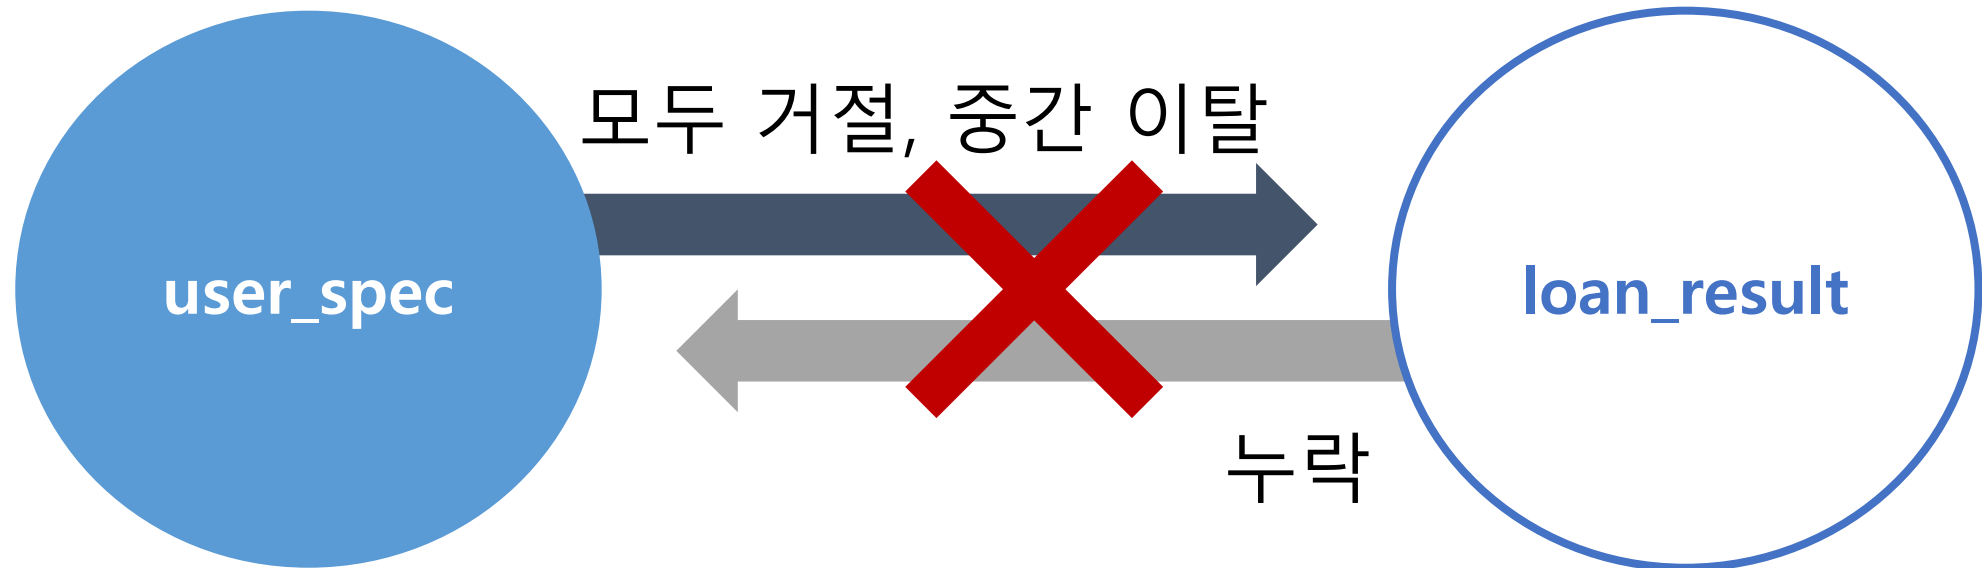 모두 거절, 중간 이탈
user_spec
loan_result
누락